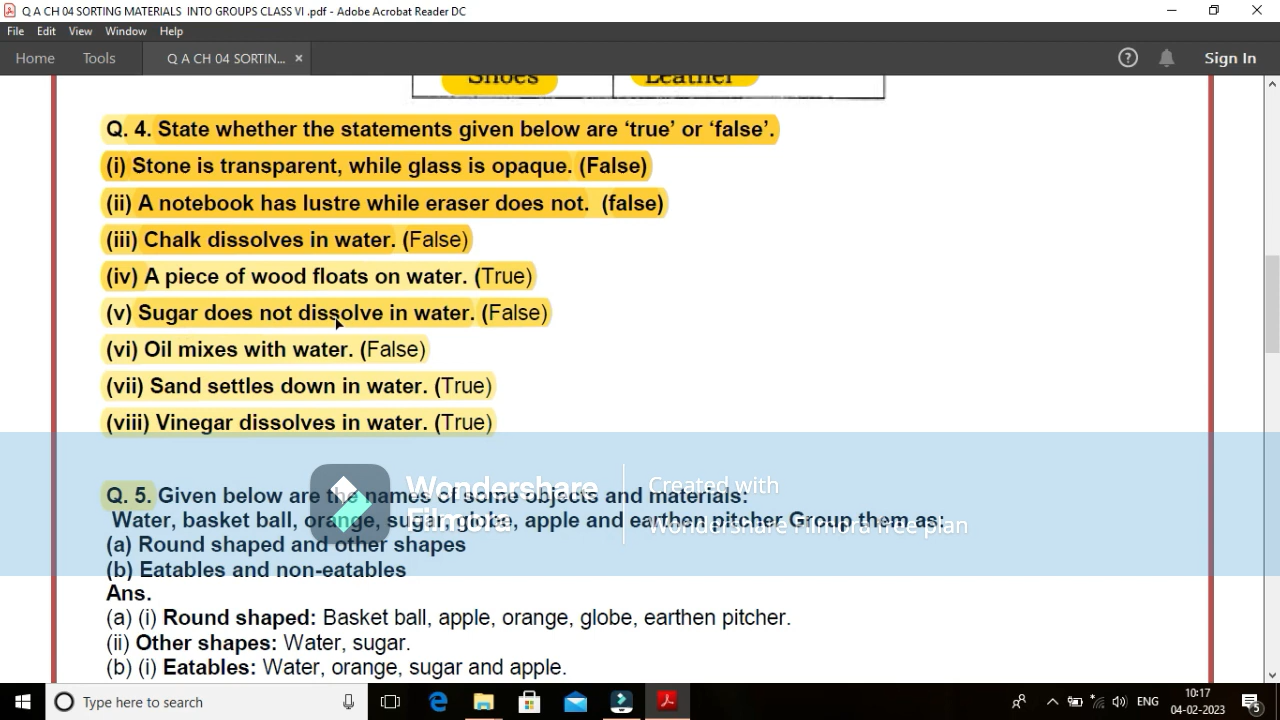 Q A CH 04 SORTING MATERIALS INTO GROUPS CLASS VI .pdf - Adobe Acrobat Reader DC
File Edit View Window Help
Home Tools Q A CH 04 SORTIN... × Sign In
Shoes Leather
Q. 4. State whether the statements given below are ‘true’ or ‘false’.
(i) Stone is transparent, while glass is opaque. (False)
(ii) A notebook has lustre while eraser does not. (false)
(iii) Chalk dissolves in water. (False)
(iv) A piece of wood floats on water. (True)
(v) Sugar does not dissolve in water. (False)
(vi) Oil mixes with water. (False)
(vii) Sand settles down in water. (True)
(viii) Vinegar dissolves in water. (True)
Wondershare Filmora
Created with
Wondershare Filmora free plan
Q. 5. Given below are the names of some objects and materials:
Water, basket ball, orange, sugar, globe, apple and earthen pitcher Group them as:
(a) Round shaped and other shapes
(b) Eatables and non-eatables
Ans.
(a) (i) Round shaped: Basket ball, apple, orange, globe, earthen pitcher.
(ii) Other shapes: Water, sugar.
(b) (i) Eatables: Water, orange, sugar and apple.
Type here to search
ENG
10:17
04-02-2023
5